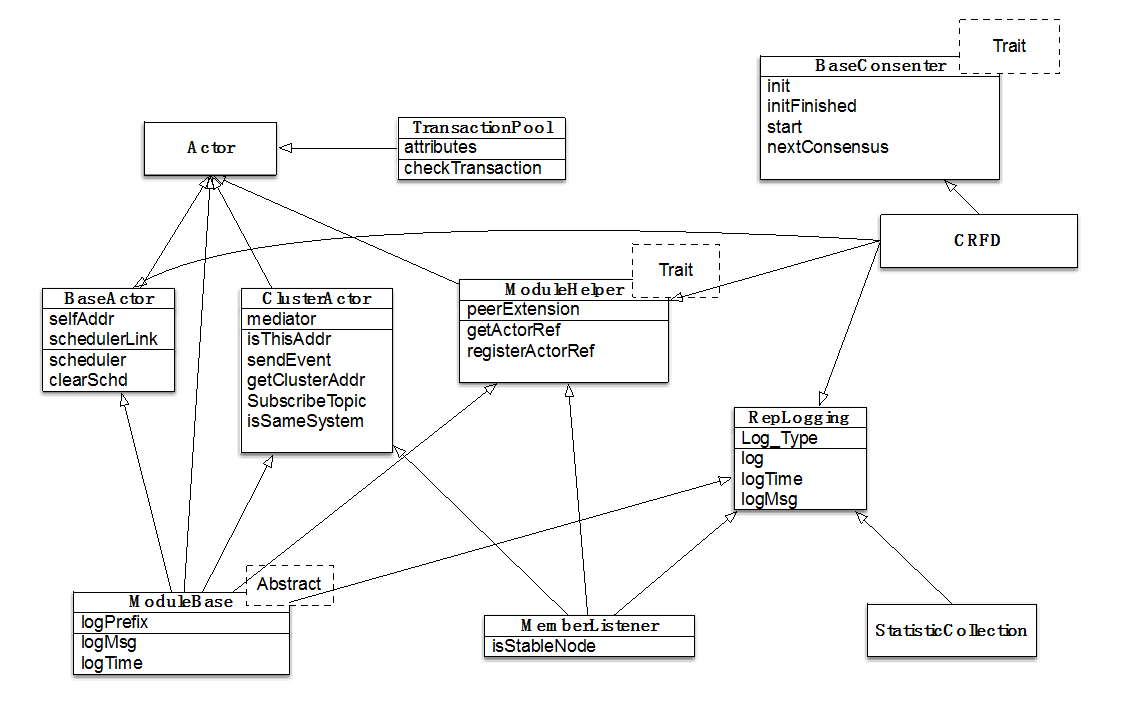 Trait
BaseConsenter
init
initFinished
start
nextConsensus
Actor
TransactionPool
attributes
checkTransaction
CRFD
Trait
BaseActor
selfAddr
schedulerLink
scheduler
clearSchd
ClusterActor
mediator
isThisAddr
sendEvent
getClusterAddr
SubscribeTopic
isSameSystem
ModuleHelper
peerExtension
getActorRef
registerActorRef
RepLogging
Log_Type
log
logTime
logMsg
Abstract
ModuleBase
logPrefix
logMsg
logTime
MemberListener
isStableNode
StatisticCollection